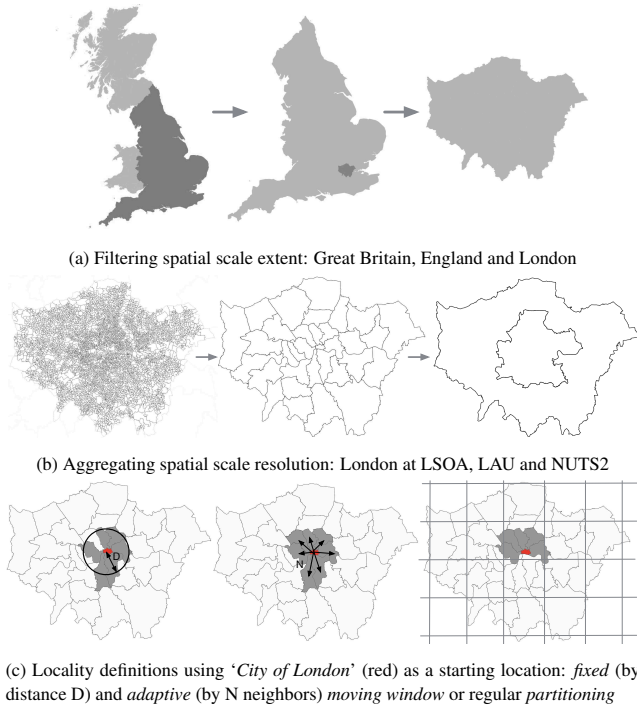 (a) Filtering spatial scale extent: Great Britain, England and London
(b) Aggregating spatial scale resolution: London at LSOA, LAU and NUTS2
D
N
(c) Locality definitions using ‘City of London’ (red) as a starting location: fixed (by
distance D) and adaptive (by N neighbors) moving window or regular partitioning